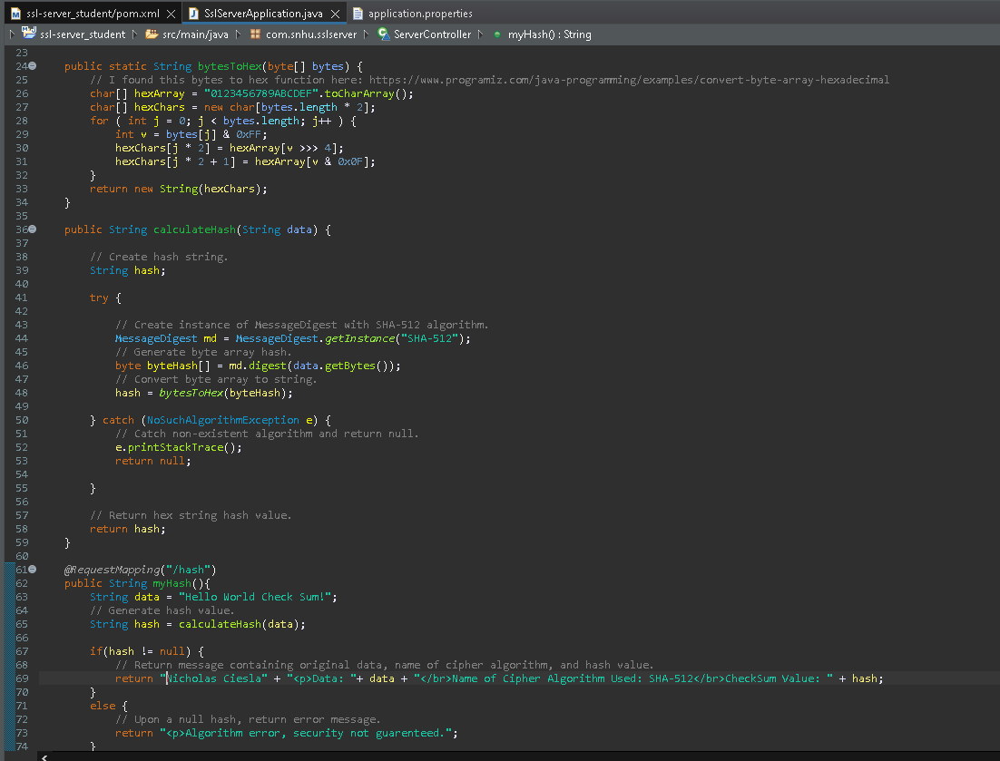 ssl-server_student/pom.xml SslServerApplication.java application.properties
ssl-server_student src/main/java com.snhu.sslserver ServerController myHash() : String
23
24 public static String bytesToHex(byte[] bytes) {
25 // I found this bytes to hex function here: https://www.programiz.com/java-programming/examples/convert-byte-array-hexadecimal
26 char[] hexArray = "0123456789ABCDEF".toCharArray();
27 char[] hexChars = new char[bytes.length * 2];
28 for ( int j = 0; j < bytes.length; j++ ) {
29 int v = bytes[j] & 0xFF;
30 hexChars[j * 2] = hexArray[v >>> 4];
31 hexChars[j * 2 + 1] = hexArray[v & 0x0F];
32 }
33 return new String(hexChars);
34 }
35
36 public String calculateHash(String data) {
37
38 // Create hash string.
39 String hash;
40
41 try {
42
43 // Create instance of MessageDigest with SHA-512 algorithm.
44 MessageDigest md = MessageDigest.getInstance("SHA-512");
45 // Generate byte array hash.
46 byte byteHash[] = md.digest(data.getBytes());
47 // Convert byte array to string.
48 hash = bytesToHex(byteHash);
49
50 } catch (NoSuchAlgorithmException e) {
51 // Catch non-existent algorithm and return null.
52 e.printStackTrace();
53 return null;
54
55 }
56
57 // Return hex string hash value.
58 return hash;
59 }
60
61 @RequestMapping("/hash")
62 public String myHash(){
63 String data = "Hello World Check Sum!";
64 // Generate hash value.
65 String hash = calculateHash(data);
66
67 if(hash != null) {
68 // Return message containing original data, name of cipher algorithm, and hash value.
69 return "Nicholas Ciesla" + "<p>Data: "+ data + "</br>Name of Cipher Algorithm Used: SHA-512</br>CheckSum Value: " + hash;
70 }
71 else {
72 // Upon a null hash, return error message.
73 return "<p>Algorithm error, security not guarenteed.";
74 }